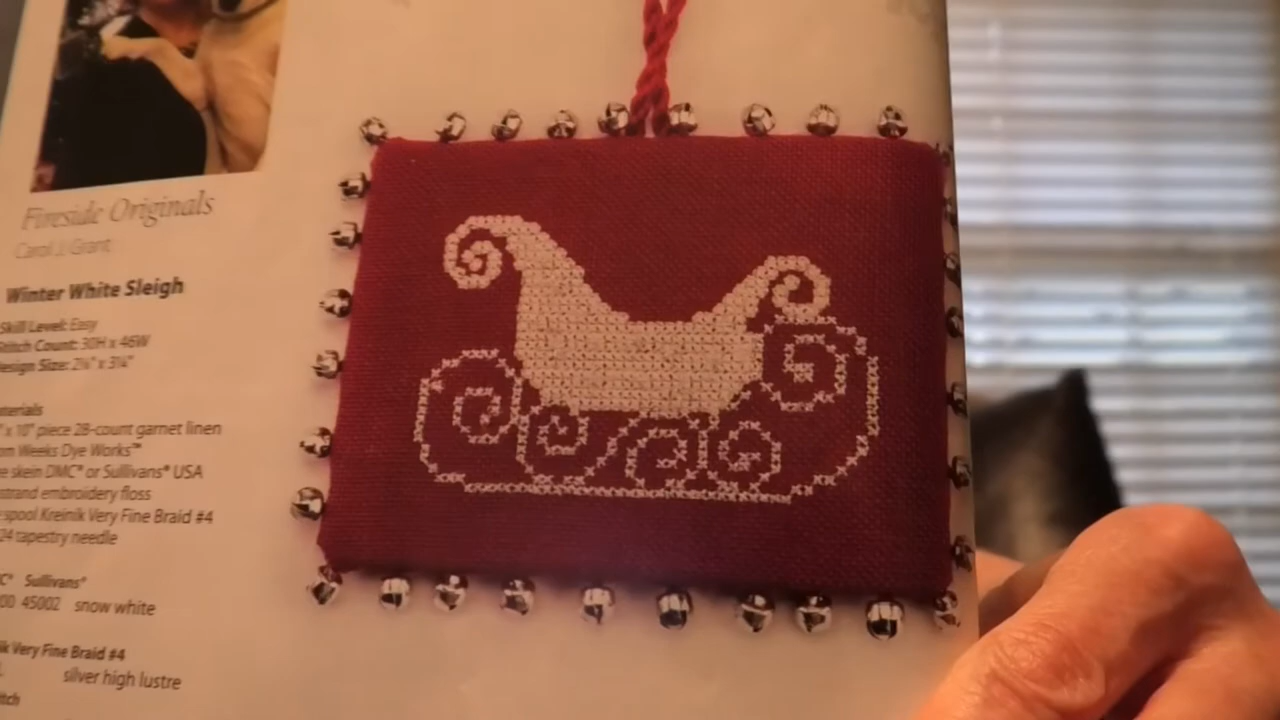 Fireside Originals
Carol J. Grant
Winter White Sleigh
Skill Level: Easy
Stitch Count: 30H x 46W
Design Size: 2⅛" x 3¼"
terials
" x 10" piece 28-count garnet linen
om Weeks Dye Works™
e skein DMC® or Sullivans® USA
strand embroidery floss
e spool Kreinik Very Fine Braid #4
24 tapestry needle
C® Sullivans®
00 45002 snow white
ik Very Fine Braid #4
silver high lustre
titch